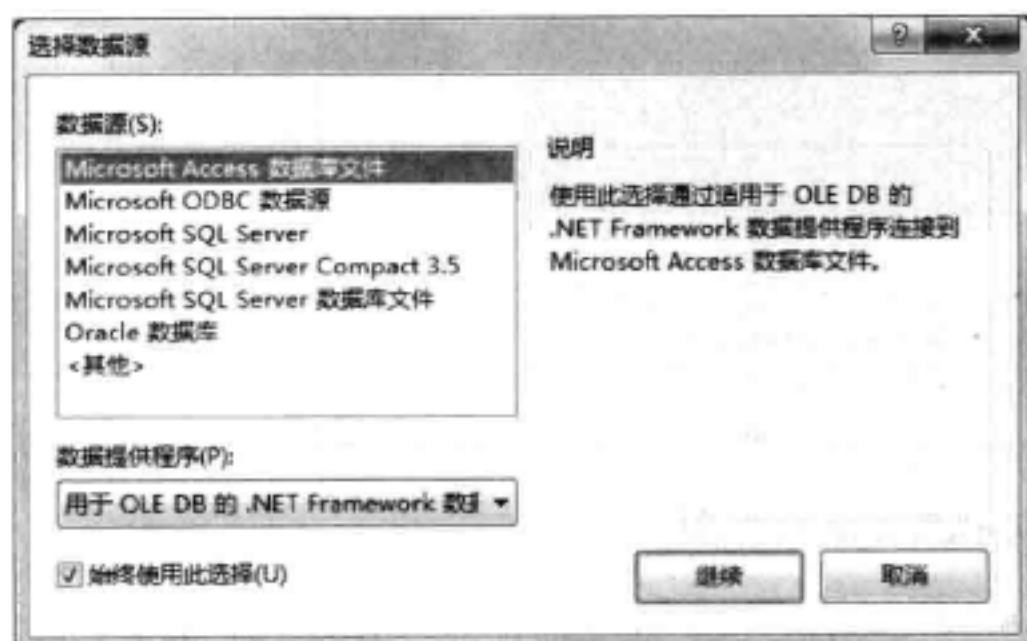 选择数据源
数据源(S):
Microsoft Access 数据库文件
Microsoft ODBC 数据源
Microsoft SQL Server
Microsoft SQL Server Compact 3.5
Microsoft SQL Server 数据库文件
Oracle 数据库
<其他>
说明
使用此选择通过适用于 OLE DB 的
.NET Framework 数据提供程序连接到
Microsoft Access 数据库文件。
数据提供程序(P):
用于 OLE DB 的 .NET Framework 数据
始终使用此选择(U)
继续
取消